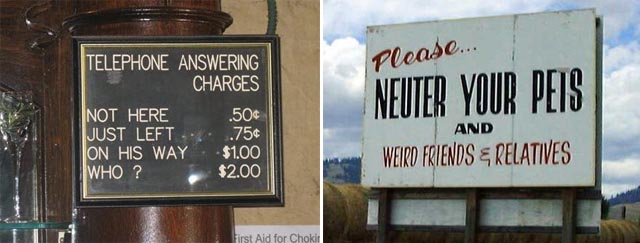 TELEPHONE ANSWERING
CHARGES
NOT HERE .50¢
JUST LEFT .75¢
ON HIS WAY $1.00
WHO ? $2.00
First Aid for Chokin
Please...
NEUTER YOUR PETS
AND
WEIRD FRIENDS & RELATIVES